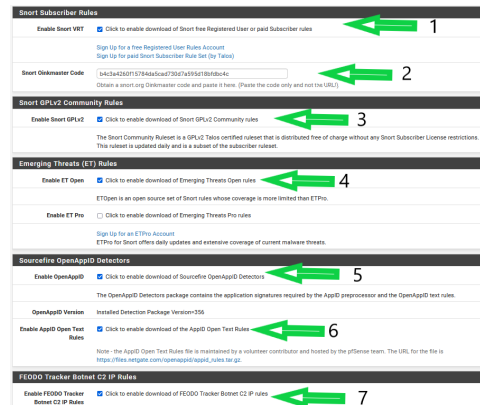 Snort Subscriber Rules
Enable Snort VRT Click to enable download of Snort free Registered User or paid Subscriber rules 1
Sign Up for a free Registered User Rules Account
Sign Up for paid Snort Subscriber Rule Set (by Talos)
Snort Oinkmaster Code b4c3a4260f15784da5cad730d7a595d18bfdbc4c 2
Obtain a snort.org Oinkmaster code and paste it here. (Paste the code only and not the URL!)
Snort GPLv2 Community Rules
Enable Snort GPLv2 Click to enable download of Snort GPLv2 Community rules 3
The Snort Community Ruleset is a GPLv2 Talos certified ruleset that is distributed free of charge without any Snort Subscriber License restrictions.
This ruleset is updated daily and is a subset of the subscriber ruleset.
Emerging Threats (ET) Rules
Enable ET Open Click to enable download of Emerging Threats Open rules 4
ETOpen is an open source set of Snort rules whose coverage is more limited than ETPro.
Enable ET Pro Click to enable download of Emerging Threats Pro rules
Sign Up for an ETPro Account
ETPro for Snort offers daily updates and extensive coverage of current malware threats.
Sourcefire OpenAppID Detectors
Enable OpenAppID Click to enable download of Sourcefire OpenAppID Detectors 5
The OpenAppID Detectors package contains the application signatures required by the AppID preprocessor and the OpenAppID text rules.
OpenAppID Version Installed Detection Package Version=356
Enable AppID Open Text Click to enable download of the AppID Open Text Rules 6
Rules
Note - the AppID Open Text Rules file is maintained by a volunteer contributor and hosted by the pfSense team. The URL for the file is
https://files.netgate.com/openappid/appid_rules.tar.gz.
FEODO Tracker Botnet C2 IP Rules
Enable FEODO Tracker Click to enable download of FEODO Tracker Botnet C2 IP rules 7
Botnet C2 IP Rules